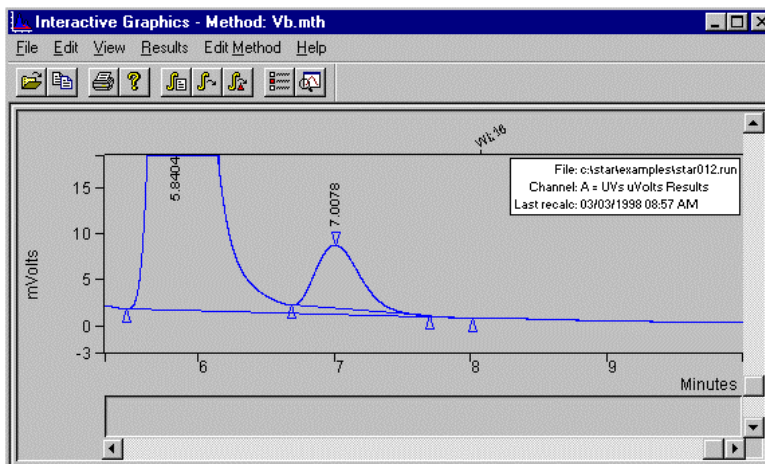 Interactive Graphics - Method: Vb.mth
File Edit View Results Edit Method Help
WI:16
File: c:\star\examples\star012.run
Channel: A = UVs uVolts Results
Last recalc: 03/03/1998 08:57 AM
5.8404
7.0078
15
10
5
0
-3
mVolts
6 7 8 9
Minutes